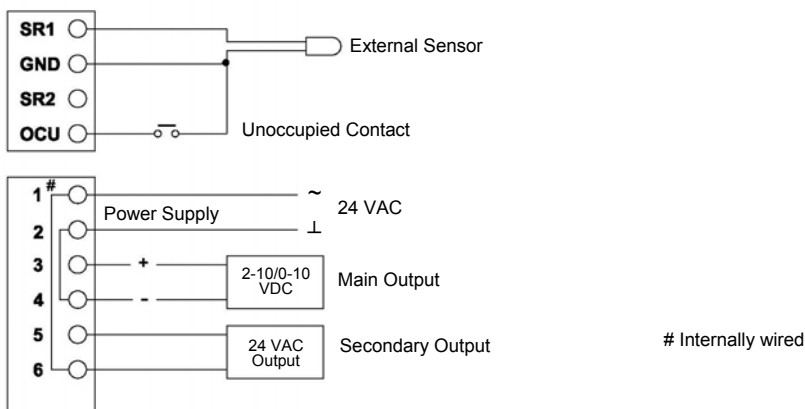 SR1
External Sensor
GND
SR2
OCU
Unoccupied Contact
1 #
~
24 VAC
Power Supply
2
⊥
3
+
2-10/0-10
VDC
Main Output
4
-
5
24 VAC
Output
Secondary Output
# Internally wired
6